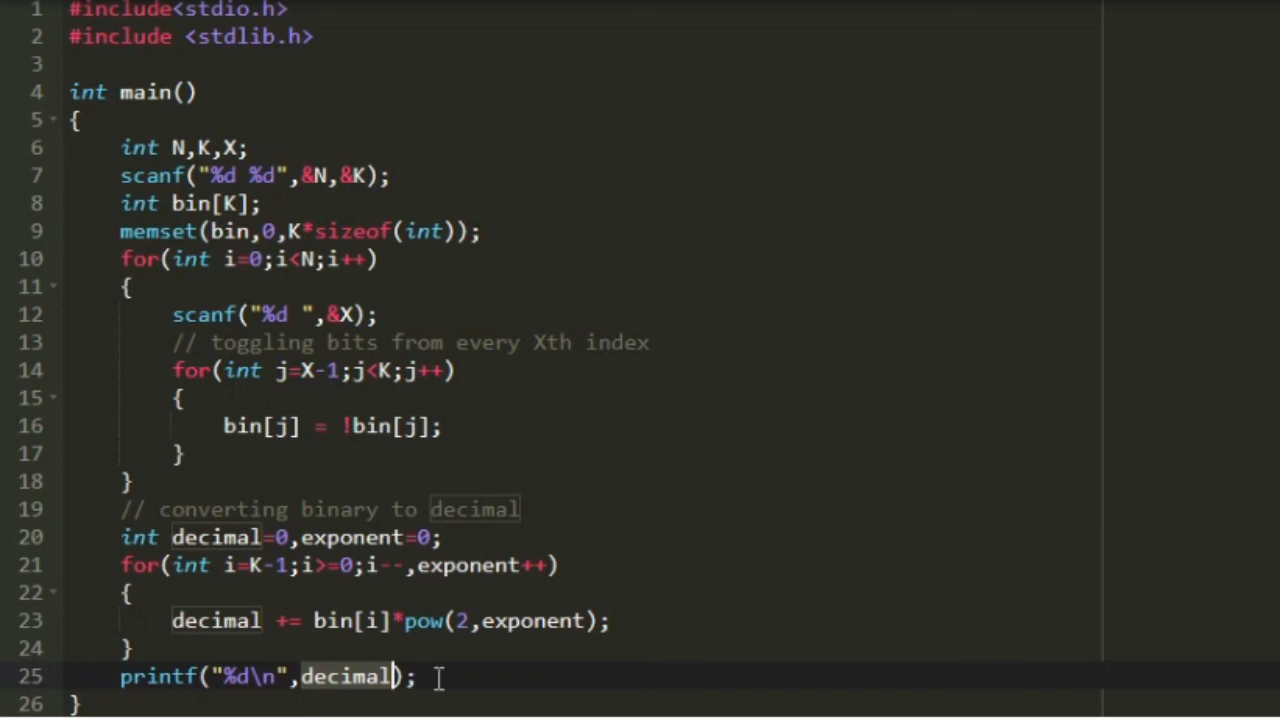 1 #include<stdio.h>
2 #include <stdlib.h>
3
4 int main()
5 {
6 int N,K,X;
7 scanf("%d %d",&N,&K);
8 int bin[K];
9 memset(bin,0,K*sizeof(int));
10 for(int i=0;i<N;i++)
11 {
12 scanf("%d ",&X);
13 // toggling bits from every Xth index
14 for(int j=X-1;j<K;j++)
15 {
16 bin[j] = !bin[j];
17 }
18 }
19 // converting binary to decimal
20 int decimal=0,exponent=0;
21 for(int i=K-1;i>=0;i--,exponent++)
22 {
23 decimal += bin[i]*pow(2,exponent);
24 }
25 printf("%d\n",decimal);
26 }